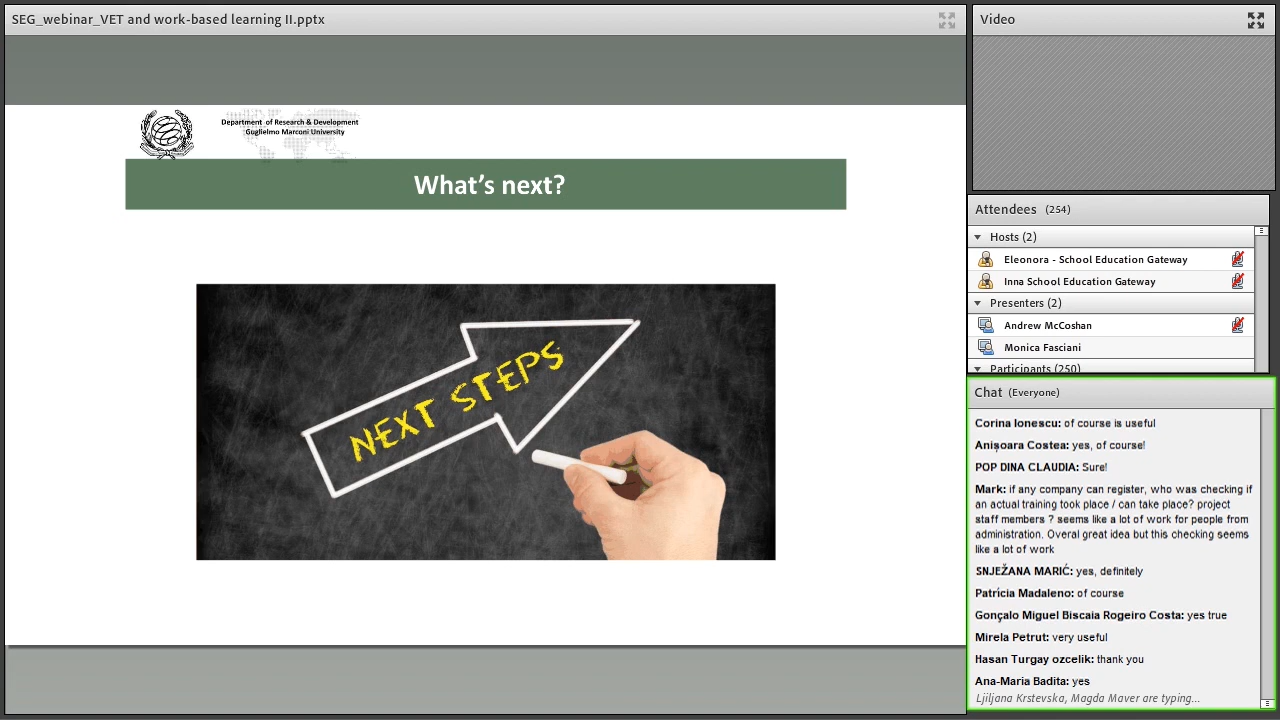 SEG_webinar_VET and work-based learning II.pptx
Department of Research & Development
Guglielmo Marconi University
What's next?
NEXT STEPS
Video
Attendees (254)
Hosts (2)
Eleonora - School Education Gateway
Inna School Education Gateway
Presenters (2)
Andrew McCoshan
Monica Fasciani
Participants (250)
Chat (Everyone)
Corina Ionescu: of course is useful
Anișoara Costea: yes, of course!
POP DINA CLAUDIA: Sure!
Mark: if any company can register, who was checking if
an actual training took place / can take place? project
staff members ? seems like a lot of work for people from
administration. Overal great idea but this checking seems
like a lot of work
SNJEŽANA MARIĆ: yes, definitely
Patrícia Madaleno: of course
Gonçalo Miguel Biscaia Rogeiro Costa: yes true
Mirela Petrut: very useful
Hasan Turgay ozcelik: thank you
Ana-Maria Badita: yes
Ljiljana Krstevska, Magda Maver are typing...